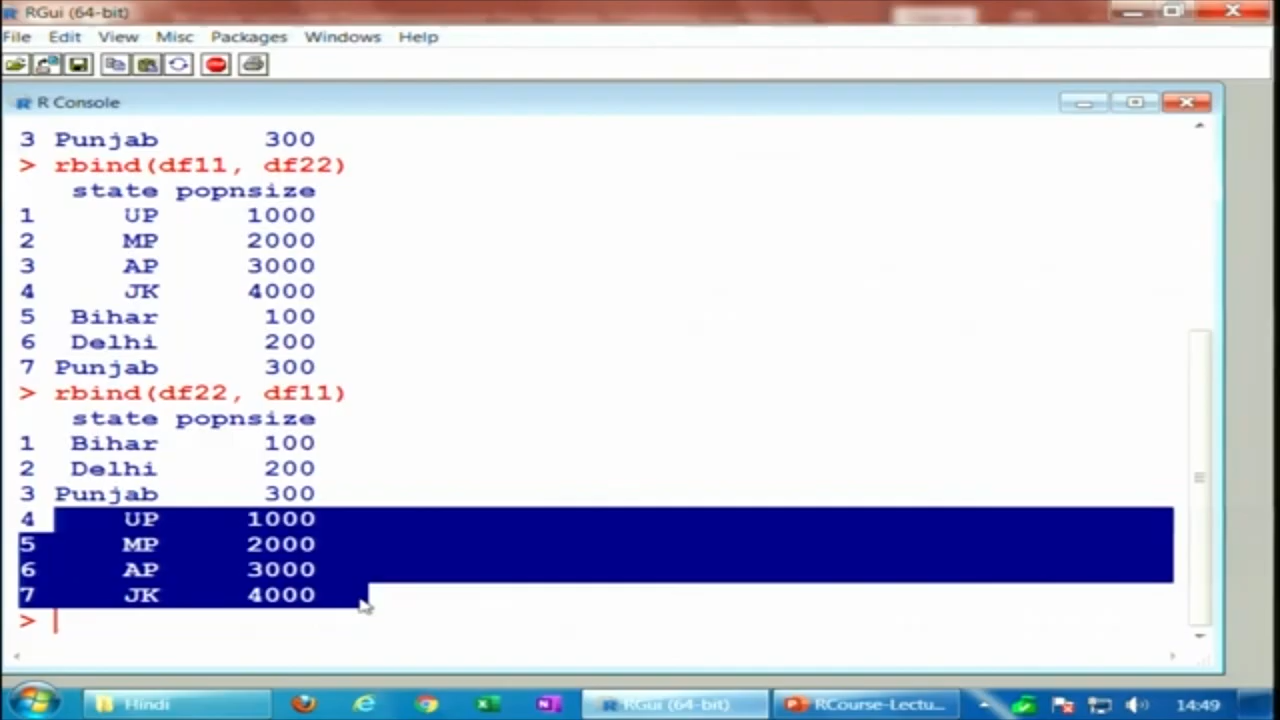 RGui (64-bit)
File Edit View Misc Packages Windows Help
R Console
3 Punjab 300
> rbind(df11, df22)
state popnsize
1 UP 1000
2 MP 2000
3 AP 3000
4 JK 4000
5 Bihar 100
6 Delhi 200
7 Punjab 300
> rbind(df22, df11)
state popnsize
1 Bihar 100
2 Delhi 200
3 Punjab 300
4 UP 1000
5 MP 2000
6 AP 3000
7 JK 4000
>
Hindi RGui (64-bit) RCourse-Lectu... 14:49